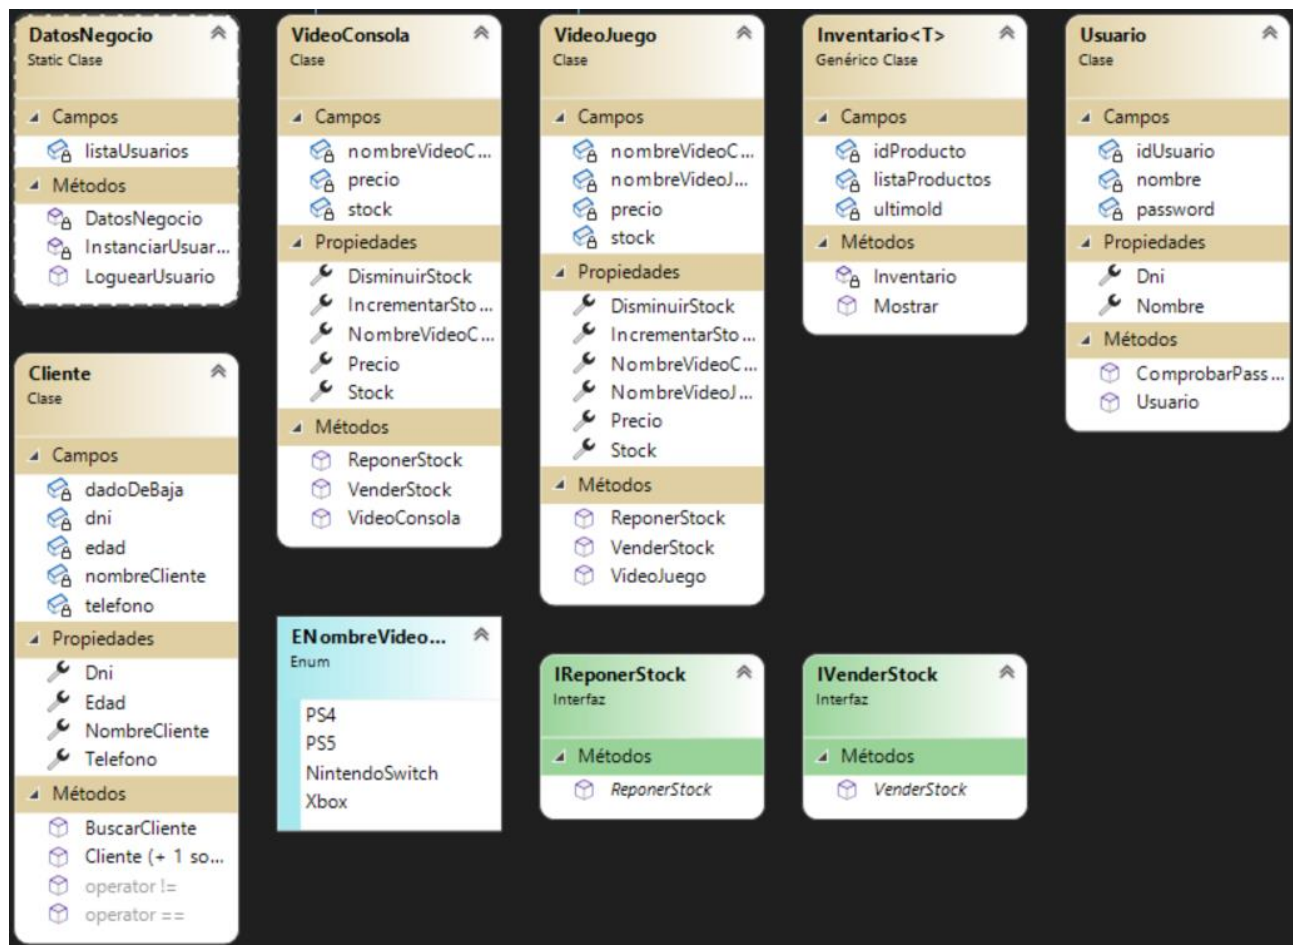 DatosNegocio
Static Clase
Campos
listaUsuarios
Métodos
DatosNegocio
InstanciarUsuar...
LoguearUsuario
VideoConsola
Clase
Campos
nombreVideoC...
precio
stock
Propiedades
DisminuirStock
IncrementarSto...
NombreVideoC...
Precio
Stock
Métodos
ReponerStock
VenderStock
VideoConsola
VideoJuego
Clase
Campos
nombreVideoC...
nombreVideoJ...
precio
stock
Propiedades
DisminuirStock
IncrementarSto...
NombreVideoC...
NombreVideoJ...
Precio
Stock
Métodos
ReponerStock
VenderStock
VideoJuego
Inventario<T>
Genérico Clase
Campos
idProducto
listaProductos
ultimoId
Métodos
Inventario
Mostrar
Usuario
Clase
Campos
idUsuario
nombre
password
Propiedades
Dni
Nombre
Métodos
ComprobarPass...
Usuario
Cliente
Clase
Campos
dadoDeBaja
dni
edad
nombreCliente
telefono
Propiedades
Dni
Edad
NombreCliente
Telefono
Métodos
BuscarCliente
Cliente (+ 1 so...
operator !=
operator ==
ENombreVideo...
Enum
PS4
PS5
NintendoSwitch
Xbox
IReponerStock
Interfaz
Métodos
ReponerStock
IVenderStock
Interfaz
Métodos
VenderStock